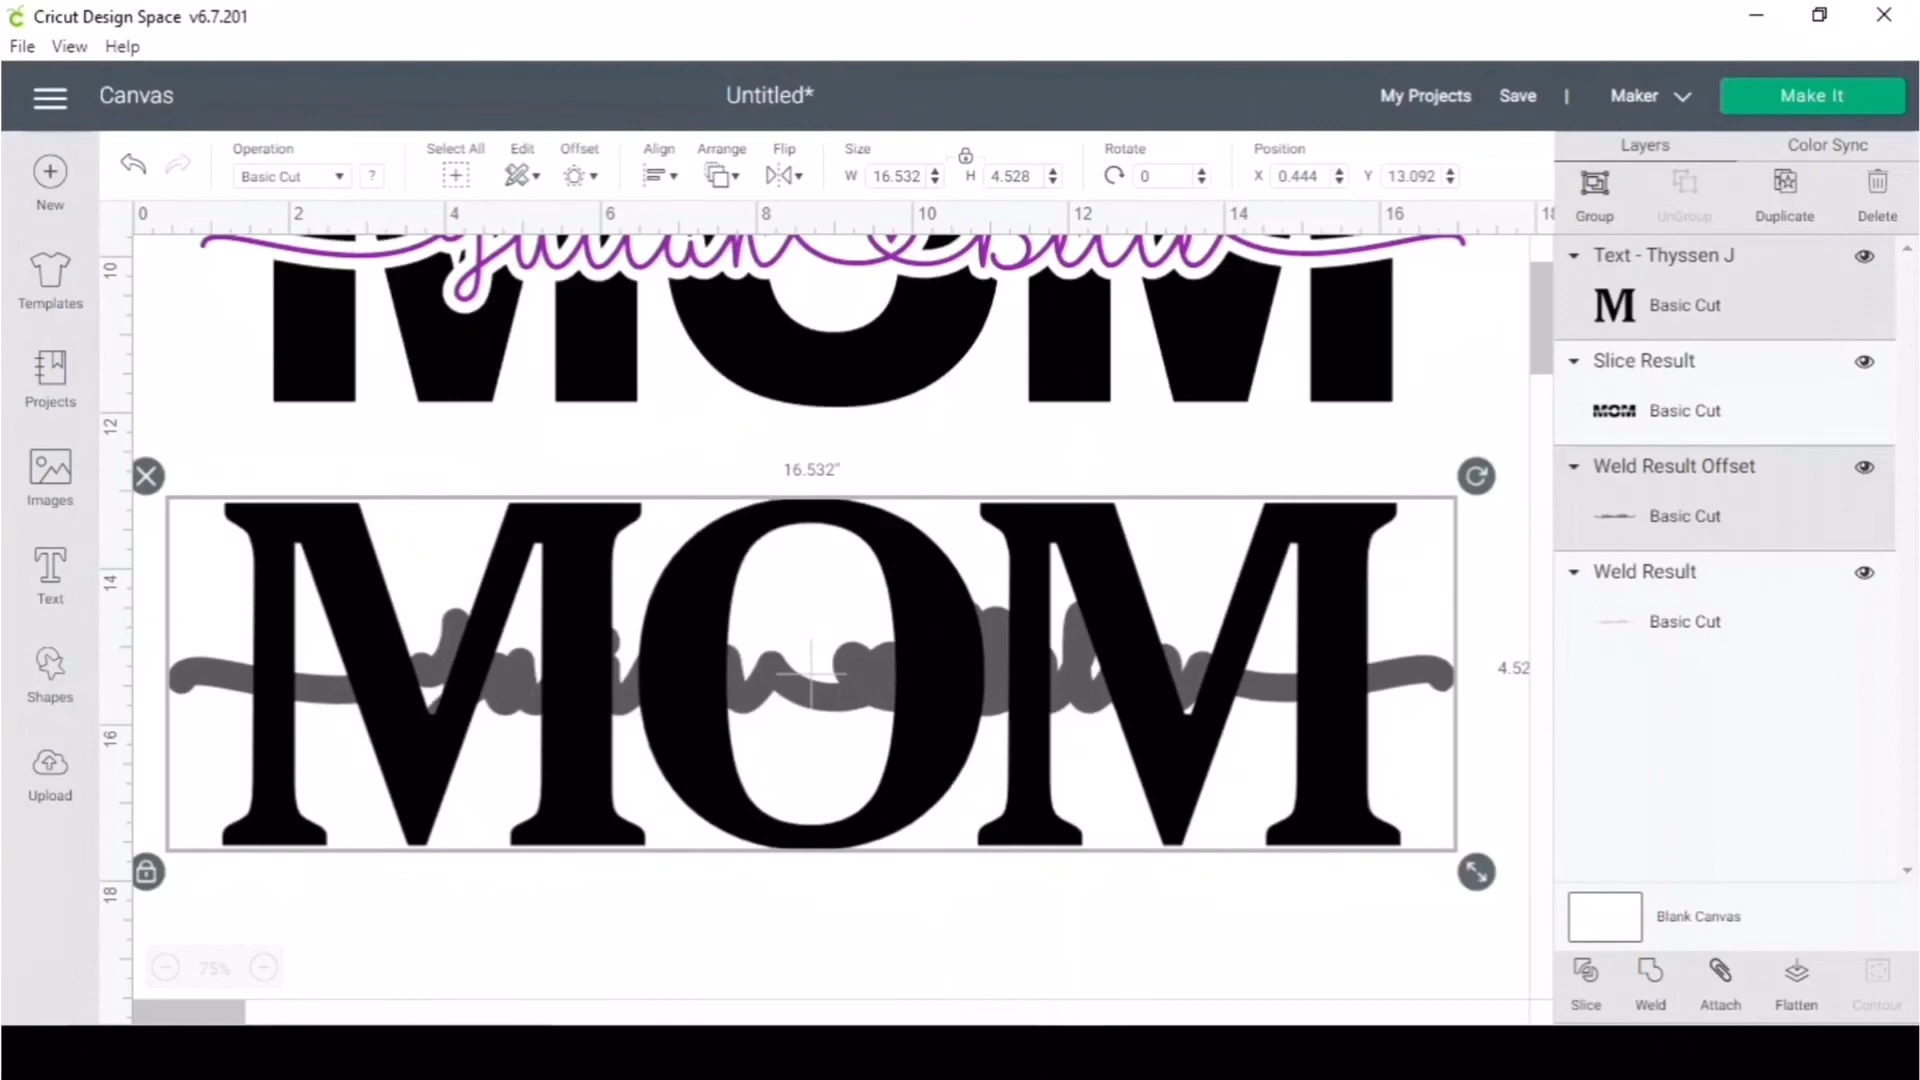 Cricut Design Space v6.7.201
File View Help
Canvas
Untitled*
My Projects Save | Maker Make It
New
Templates
Projects
Images
Text
Shapes
Upload
Operation
Basic Cut
?
Select All Edit Offset Align Arrange Flip
Size
W 16.532 H 4.528
Rotate
0
Position
X 0.444 Y 13.092
0 2 4 6 8 10 12 14 16 18
10
12
14
16
18
MOM
16.532"
4.52
MOM
75%
Layers Color Sync
Group UnGroup Duplicate Delete
Text - Thyssen J
M Basic Cut
Slice Result
MOM Basic Cut
Weld Result Offset
Basic Cut
Weld Result
Basic Cut
Blank Canvas
Slice Weld Attach Flatten Contour